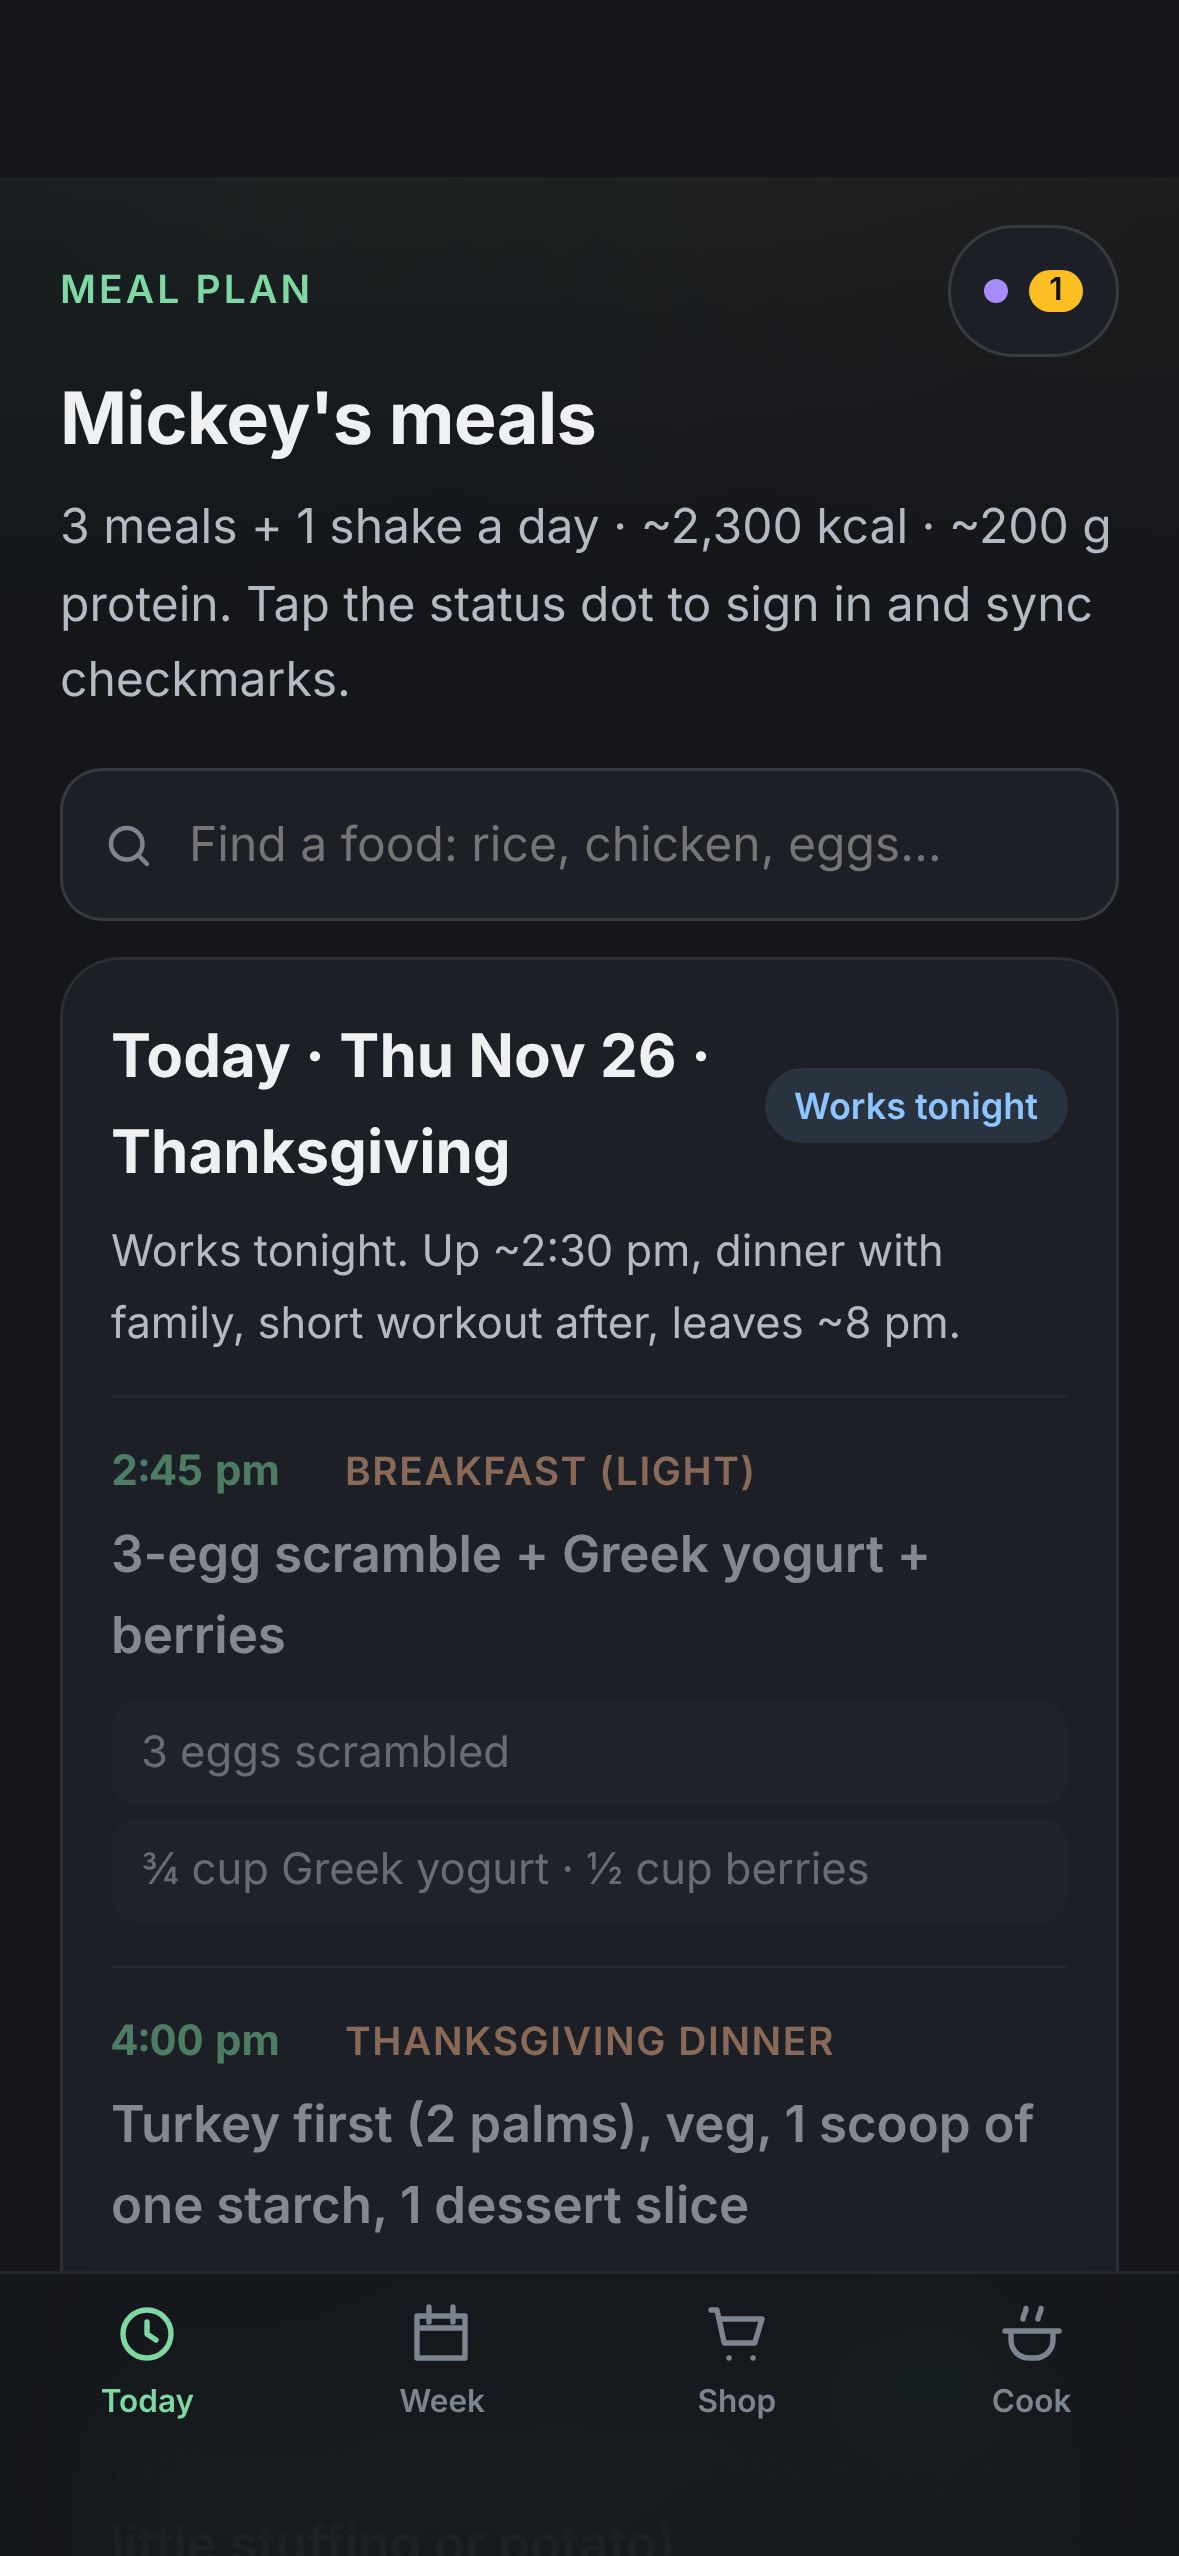 MEAL PLAN
1
Mickey's meals
3 meals + 1 shake a day · ~2,300 kcal · ~200 g
protein. Tap the status dot to sign in and sync
checkmarks.
Find a food: rice, chicken, eggs...
Today · Thu Nov 26 ·
Thanksgiving
Works tonight
Works tonight. Up ~2:30 pm, dinner with
family, short workout after, leaves ~8 pm.
2:45 pm BREAKFAST (LIGHT)
3-egg scramble + Greek yogurt +
berries
3 eggs scrambled
¾ cup Greek yogurt · ½ cup berries
4:00 pm THANKSGIVING DINNER
Turkey first (2 palms), veg, 1 scoop of
one starch, 1 dessert slice
Today Week Shop Cook
little stuffing or potato)